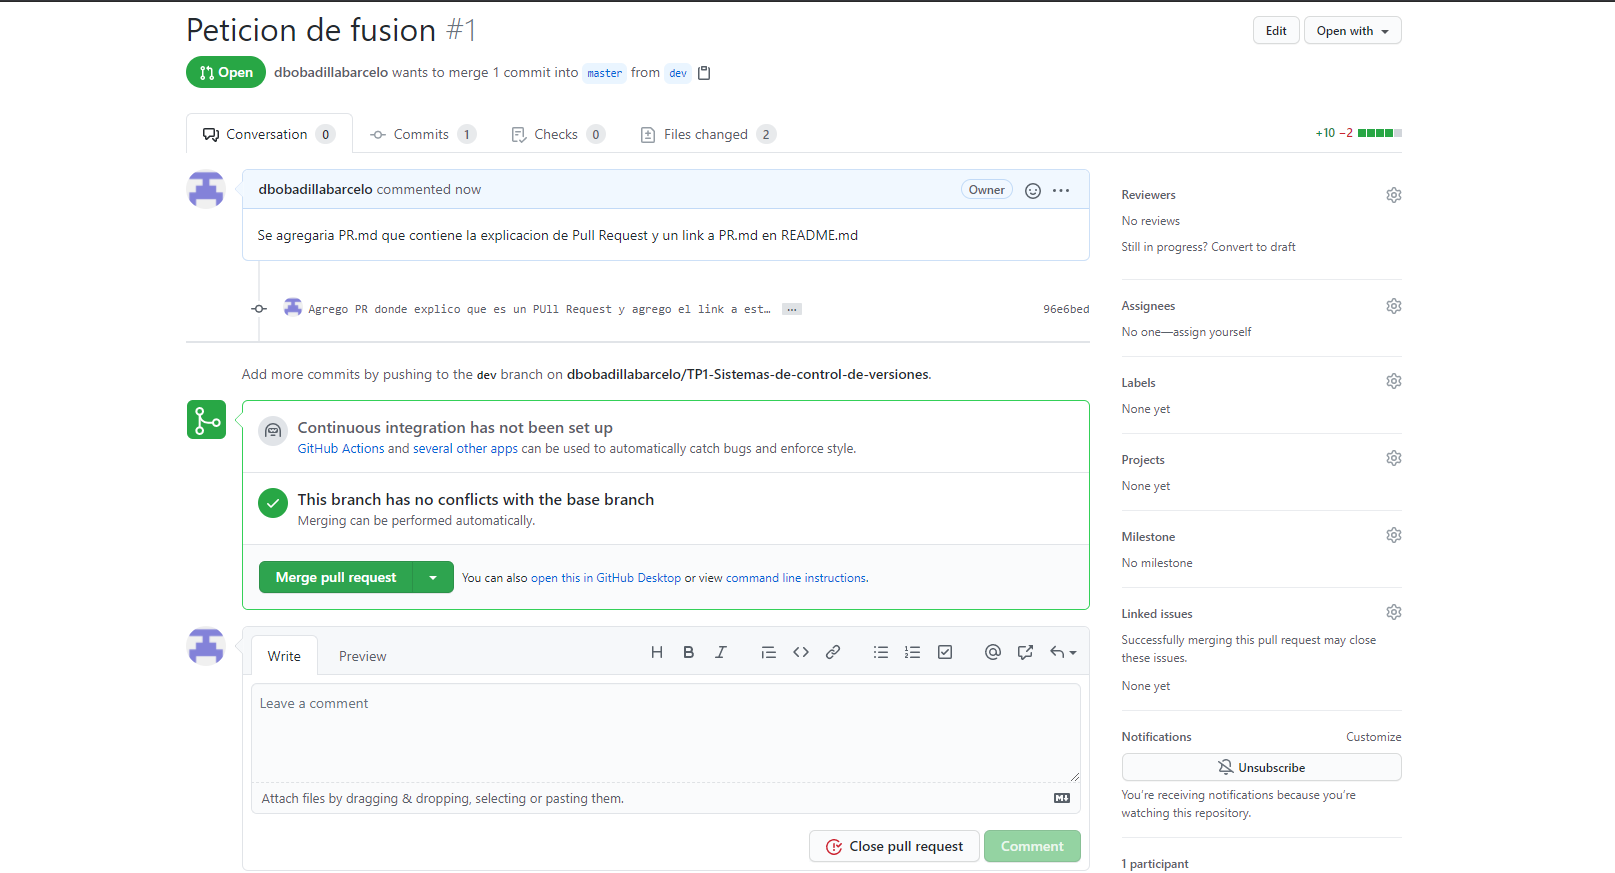 Peticion de fusion #1
Edit
Open with
Open
dbobadillabarcelo wants to merge 1 commit into master from dev
Conversation 0
Commits 1
Checks 0
Files changed 2
+10 −2
dbobadillabarcelo commented now
Owner
Se agregaria PR.md que contiene la explicacion de Pull Request y un link a PR.md en README.md
Agrego PR donde explico que es un PUll Request y agrego el link a est… …
96e6bed
Add more commits by pushing to the dev branch on dbobadillabarcelo/TP1-Sistemas-de-control-de-versiones.
Continuous integration has not been set up
GitHub Actions and several other apps can be used to automatically catch bugs and enforce style.
This branch has no conflicts with the base branch
Merging can be performed automatically.
Merge pull request
You can also open this in GitHub Desktop or view command line instructions.
Write
Preview
H B I
Leave a comment
Attach files by dragging & dropping, selecting or pasting them.
Close pull request
Comment
Reviewers
No reviews
Still in progress? Convert to draft
Assignees
No one—assign yourself
Labels
None yet
Projects
None yet
Milestone
No milestone
Linked issues
Successfully merging this pull request may close
these issues.
None yet
Notifications
Customize
Unsubscribe
You're receiving notifications because you're
watching this repository.
1 participant